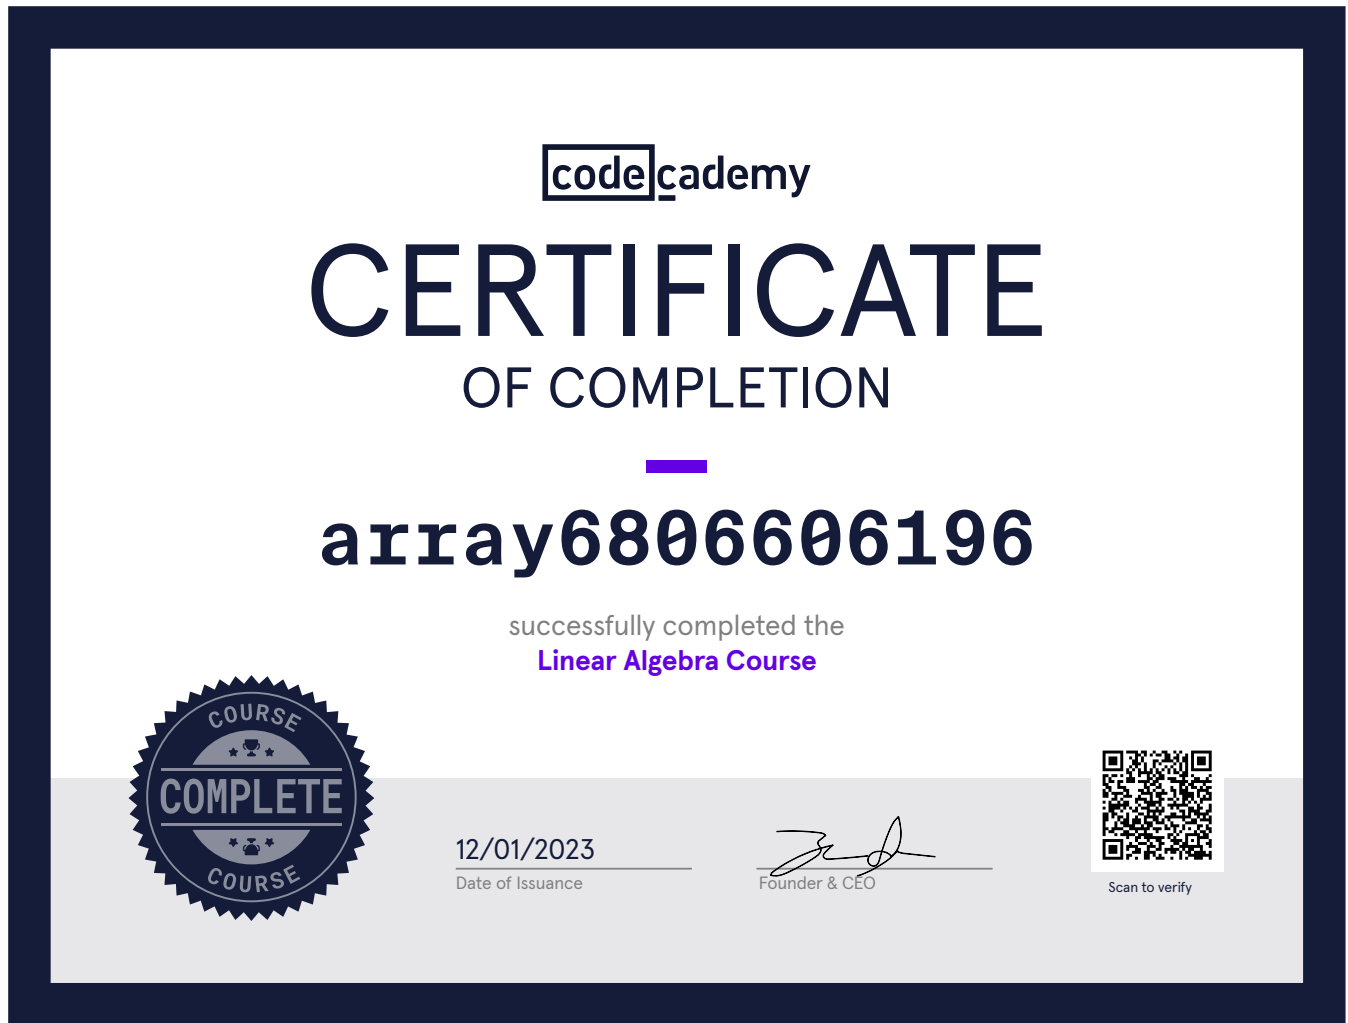 codecademy
CERTIFICATE
OF COMPLETION
array6806606196
successfully completed the
Linear Algebra Course
COURSE
COMPLETE
COURSE
12/01/2023
Date of Issuance
Founder & CEO
Scan to verify